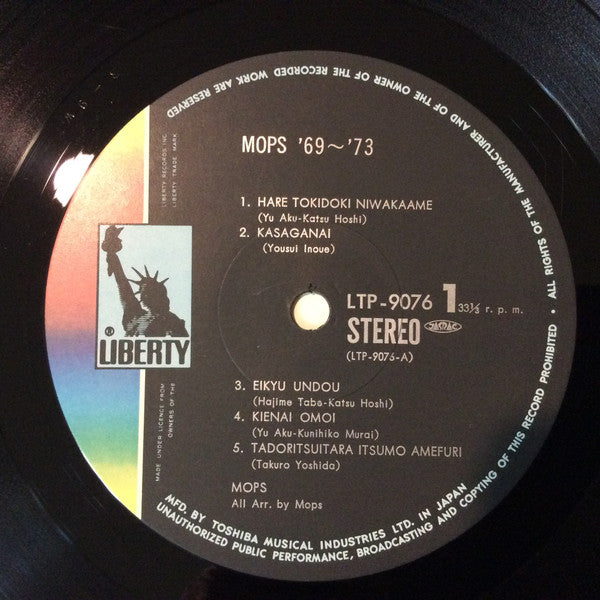 MOPS '69～'73
1. HARE TOKIDOKI NIWAKAAME
(Yu Aku-Katsu Hoshi)
2. KASAGANAI
(Yousui Inoue)
LTP-9076 1 33⅓ r. p. m.
STEREO JASRAC
(LTP-9076-A)
3. EIKYU UNDOU
(Hajime Tabe-Katsu Hoshi)
4. KIENAI OMOI
(Yu Aku-Kunihiko Murai)
5. TADORITSUITARA ITSUMO AMEFURI
(Takuro Yoshida)
MOPS
All Arr. by Mops
® LIBERTY
LIBERTY RECORDS INC.
LIBERTY TRADE MARK
MADE UNDER LICENCE FROM
OWNERS OF THE
MFD. BY TOSHIBA MUSICAL INDUSTRIES LTD. IN JAPAN
UNAUTHORIZED PUBLIC PERFORMANCE, BROADCASTING AND COPYING OF THIS RECORD PROHIBITED • ALL RIGHTS OF THE MANUFACTURER AND OF THE OWNER OF THE RECORDED WORK ARE RESERVED